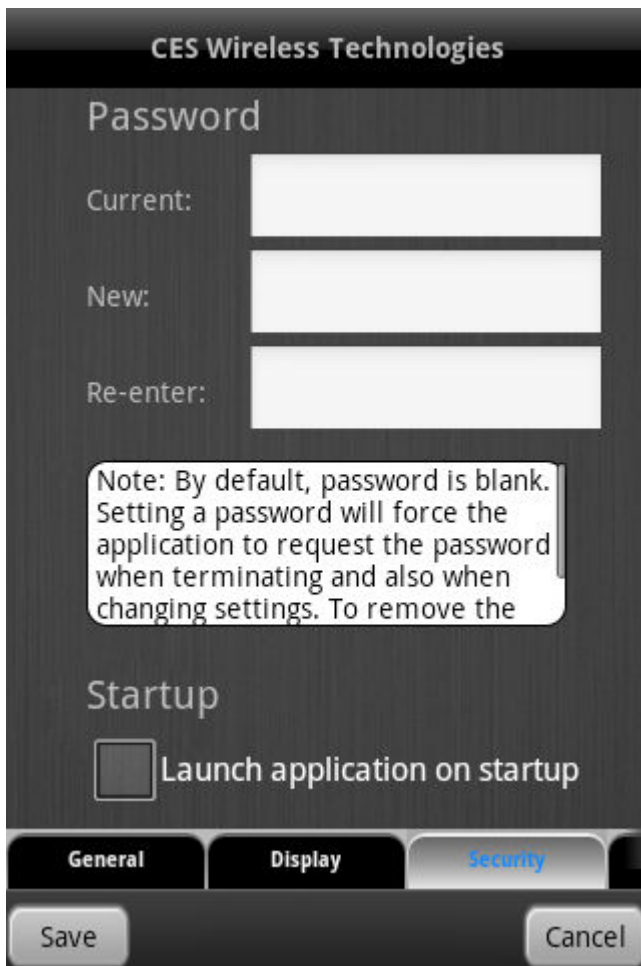 CES Wireless Technologies
Password
Current:
New:
Re-enter:
Note: By default, password is blank.
Setting a password will force the
application to request the password
when terminating and also when
changing settings. To remove the
Startup
Launch application on startup
General Display Security
Save Cancel